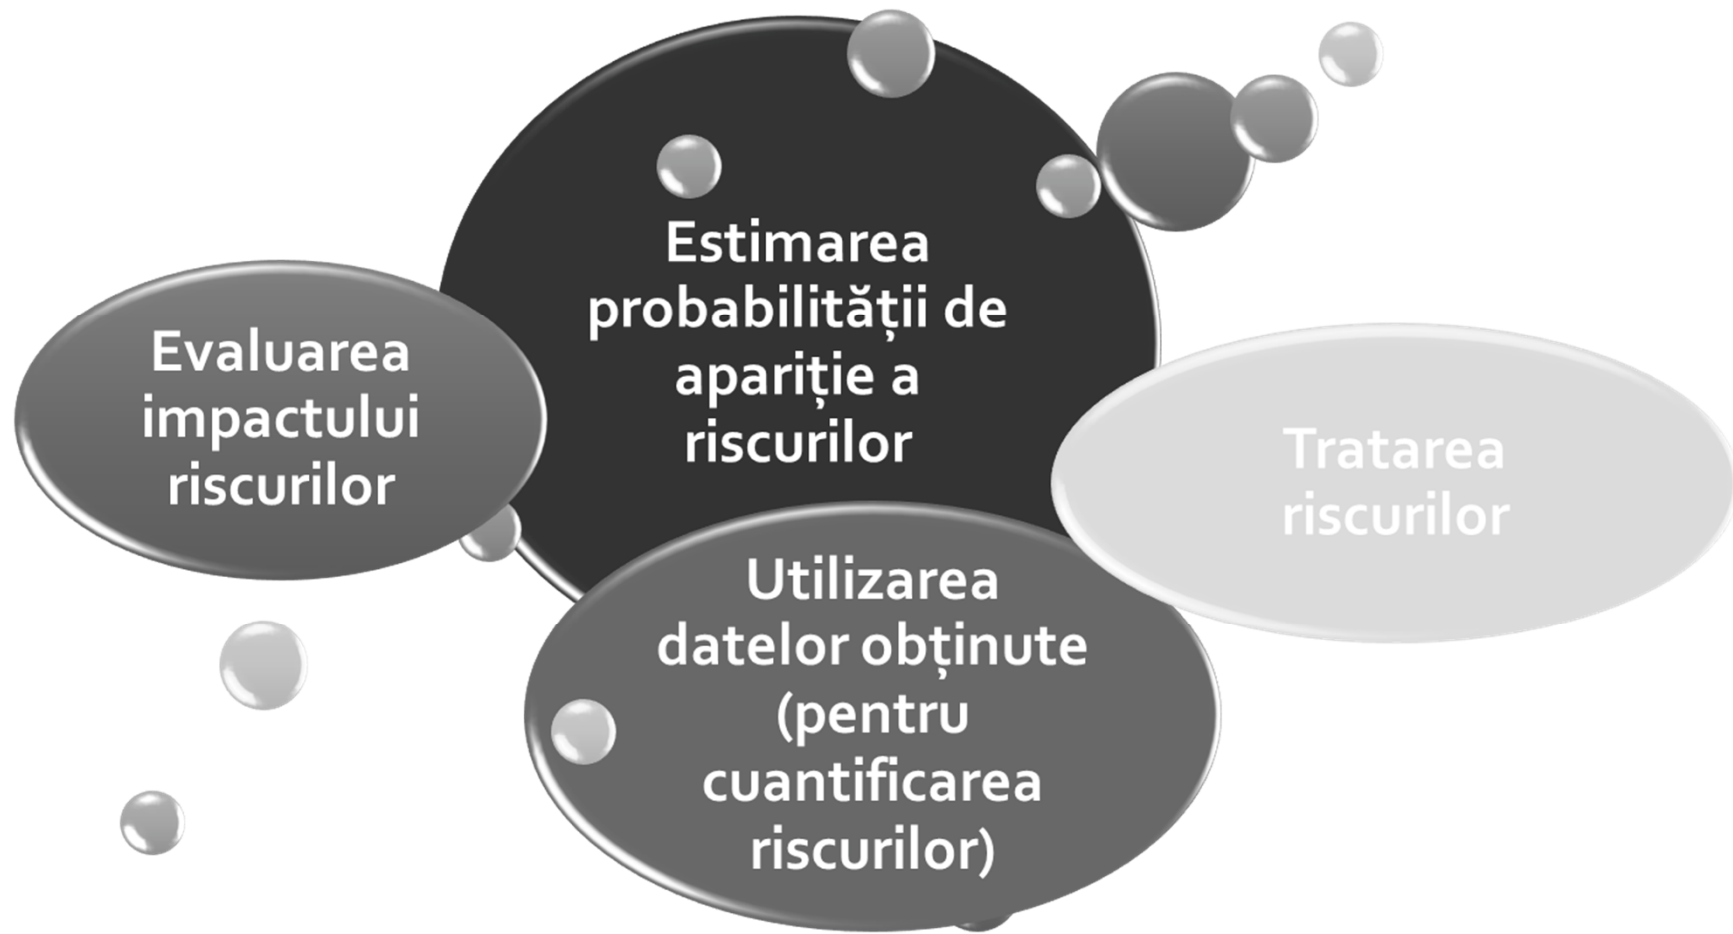 Estimarea
probabilității de
apariție a
riscurilor
Evaluarea
impactului
riscurilor
Tratarea
riscurilor
Utilizarea
datelor obținute
(pentru
cuantificarea
riscurilor)